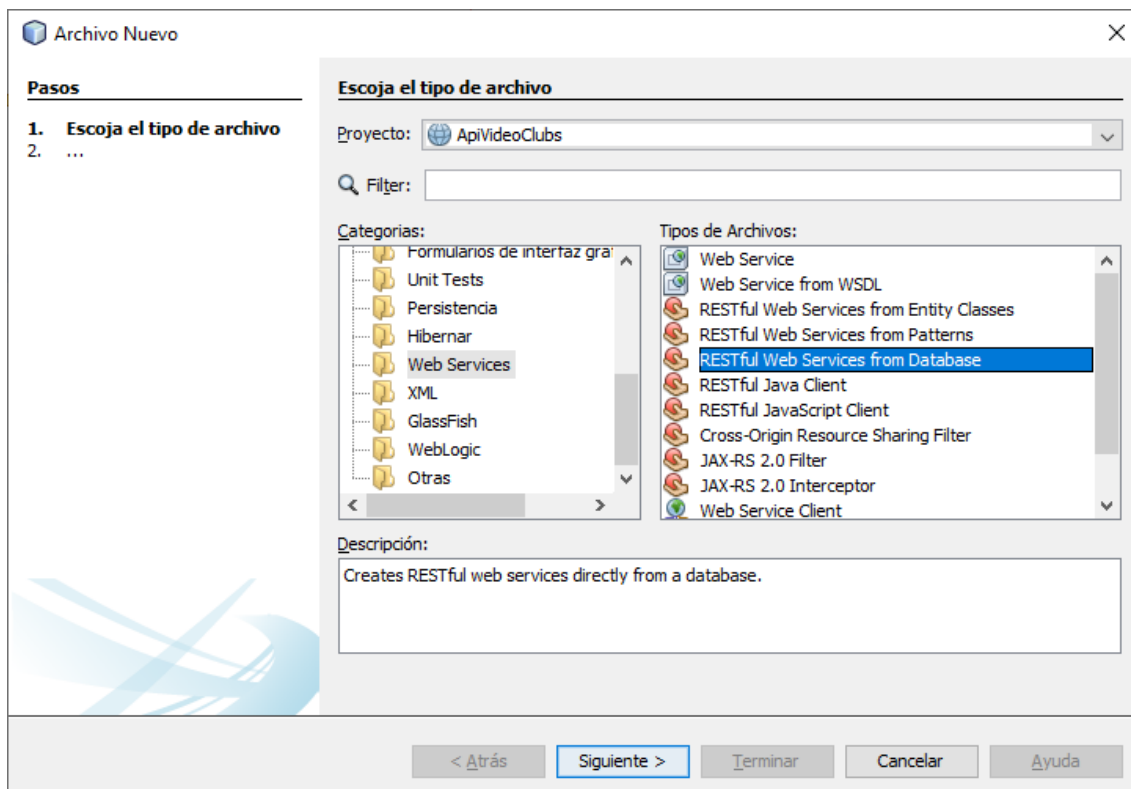 Archivo Nuevo
Pasos
1. Escoja el tipo de archivo
2. ...
Escoja el tipo de archivo
Proyecto: ApiVideoClubs
Filter:
Categorias:
Formularios de interfaz grá
Unit Tests
Persistencia
Hibernar
Web Services
XML
GlassFish
WebLogic
Otras
Tipos de Archivos:
Web Service
Web Service from WSDL
RESTful Web Services from Entity Classes
RESTful Web Services from Patterns
RESTful Web Services from Database
RESTful Java Client
RESTful JavaScript Client
Cross-Origin Resource Sharing Filter
JAX-RS 2.0 Filter
JAX-RS 2.0 Interceptor
Web Service Client
Descripción:
Creates RESTful web services directly from a database.
< Atrás Siguiente > Terminar Cancelar Ayuda